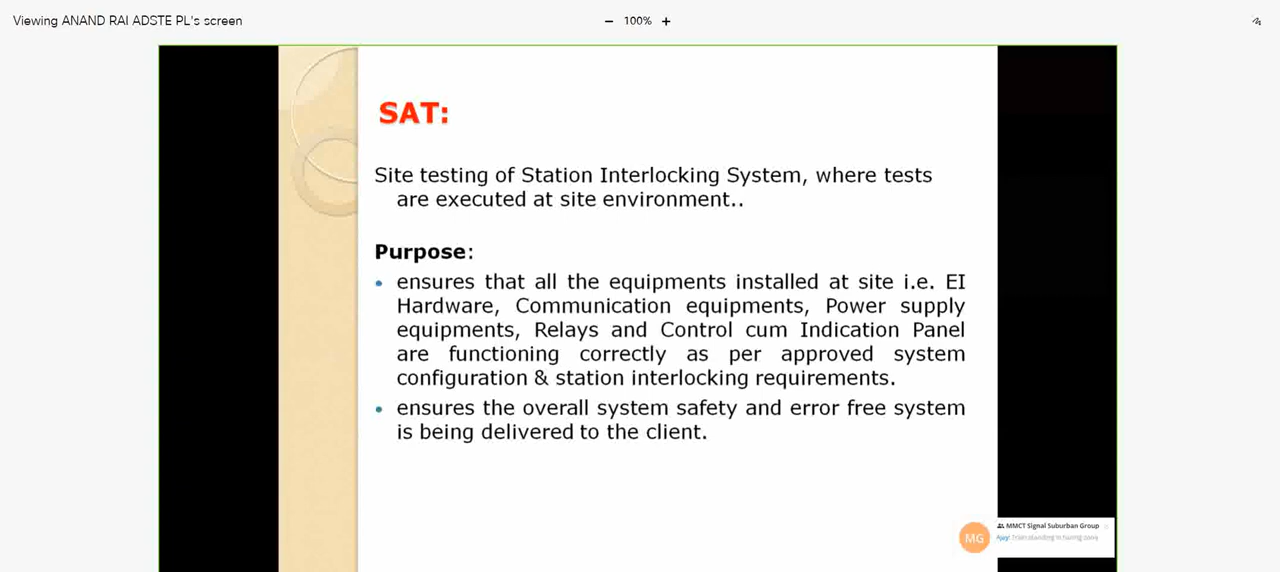 Viewing ANAND RAI ADSTE PL's screen
− 100% +
SAT:
Site testing of Station Interlocking System, where tests
are executed at site environment..
Purpose:
• ensures that all the equipments installed at site i.e. EI
Hardware, Communication equipments, Power supply
equipments, Relays and Control cum Indication Panel
are functioning correctly as per approved system
configuration & station interlocking requirements.
• ensures the overall system safety and error free system
is being delivered to the client.
MG
MMCT Signal Suburban Group